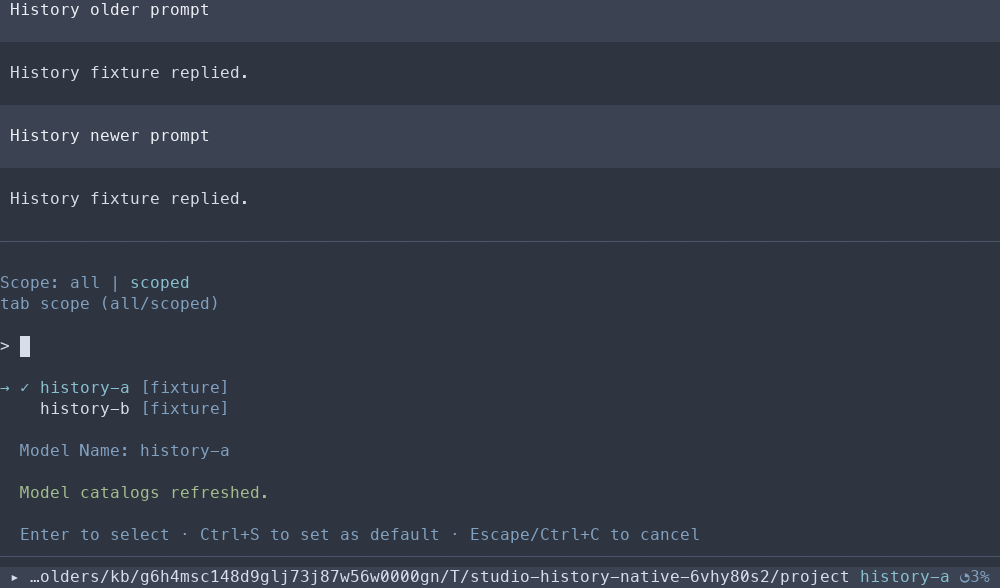 History older prompt
History fixture replied.
History newer prompt
History fixture replied.
Scope: all | scoped
tab scope (all/scoped)
>
→ ✓ history-a [fixture]
history-b [fixture]
Model Name: history-a
Model catalogs refreshed.
Enter to select · Ctrl+S to set as default · Escape/Ctrl+C to cancel
▸ …olders/kb/g6h4msc148d9glj73j87w56w0000gn/T/studio-history-native-6vhy80s2/project history-a ◔3%